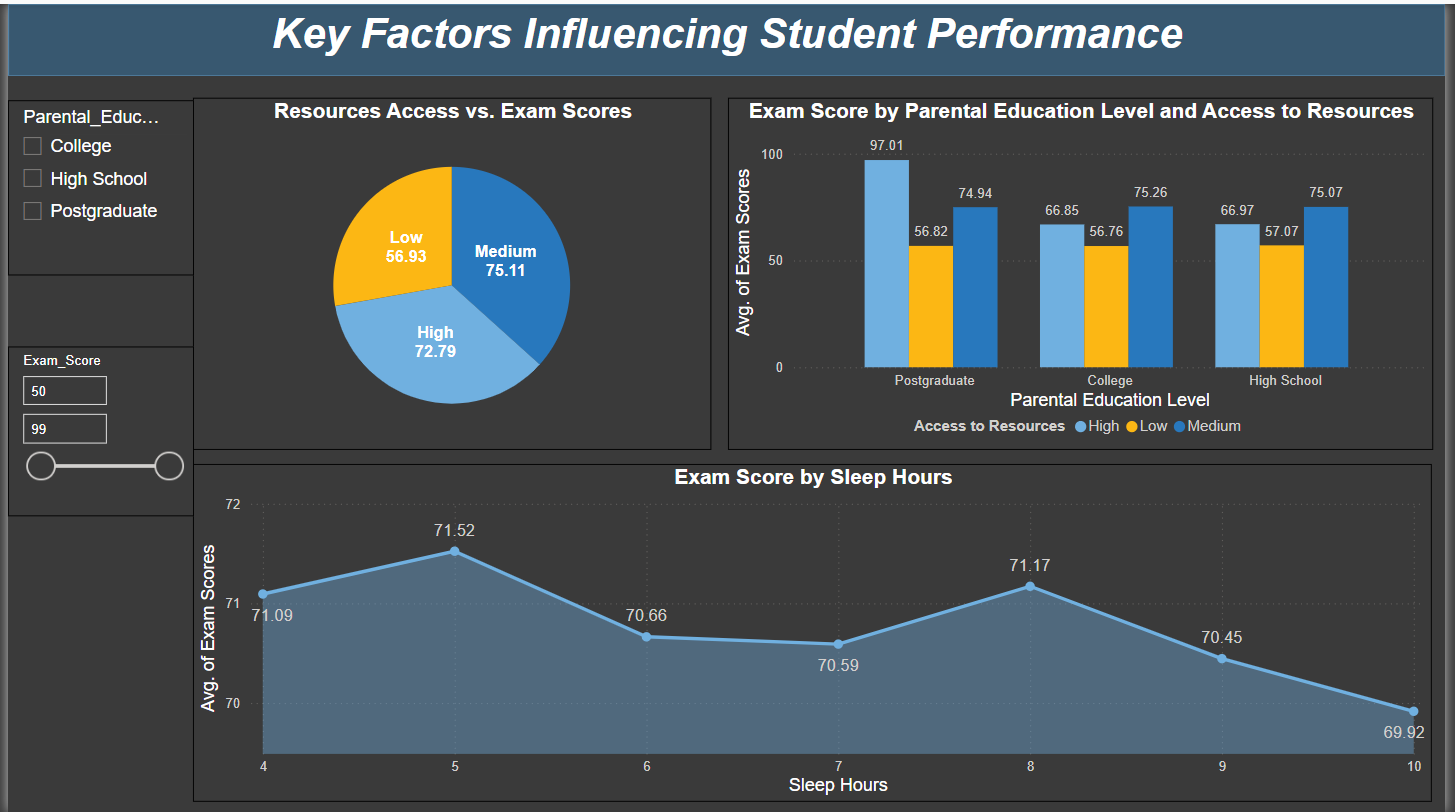 Key Factors Influencing Student Performance
Parental_Educ…
College
High School
Postgraduate
Exam_Score
50
99
Resources Access vs. Exam Scores
Low
56.93
Medium
75.11
High
72.79
Exam Score by Parental Education Level and Access to Resources
Avg. of Exam Scores
100
50
0
97.01
56.82
74.94
66.85
56.76
75.26
66.97
57.07
75.07
Postgraduate
College
High School
Parental Education Level
Access to Resources High Low Medium
Exam Score by Sleep Hours
Avg. of Exam Scores
72
71
70
71.09
71.52
70.66
70.59
71.17
70.45
69.92
4 5 6 7 8 9 10
Sleep Hours